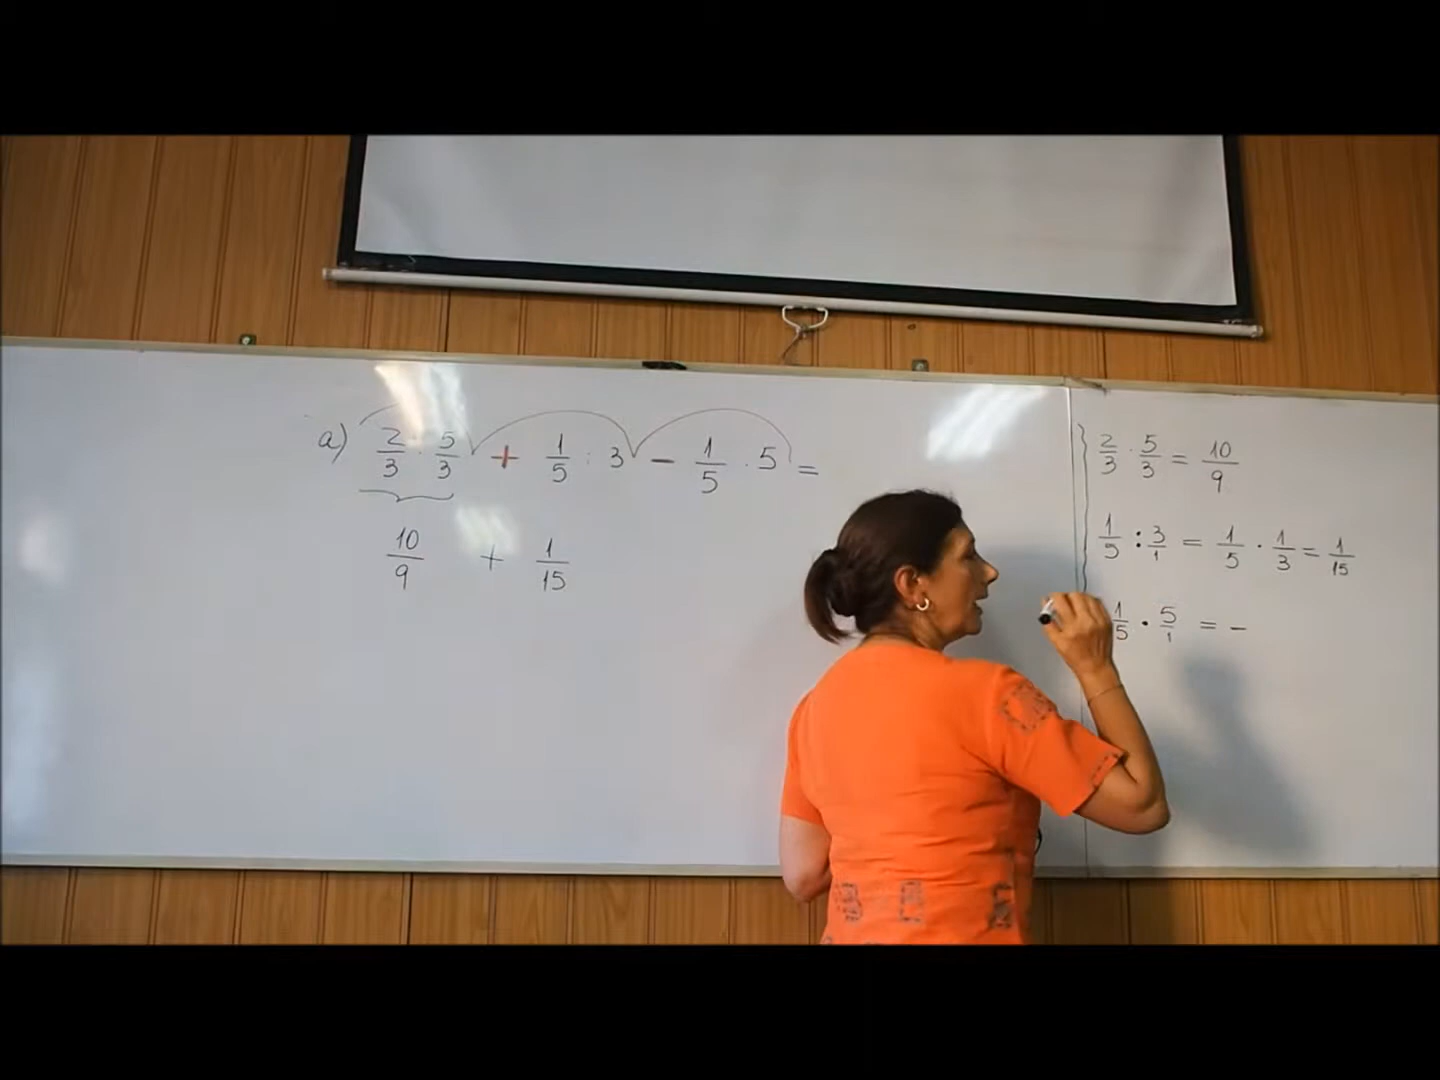 a) 2/3 · 5/3 + 1/5 : 3 − 1/5 · 5 =
10/9 + 1/15
2/3 · 5/3 = 10/9
1/5 : 3/1 = 1/5 · 1/3 = 1/15
1/5 · 5/1 = −